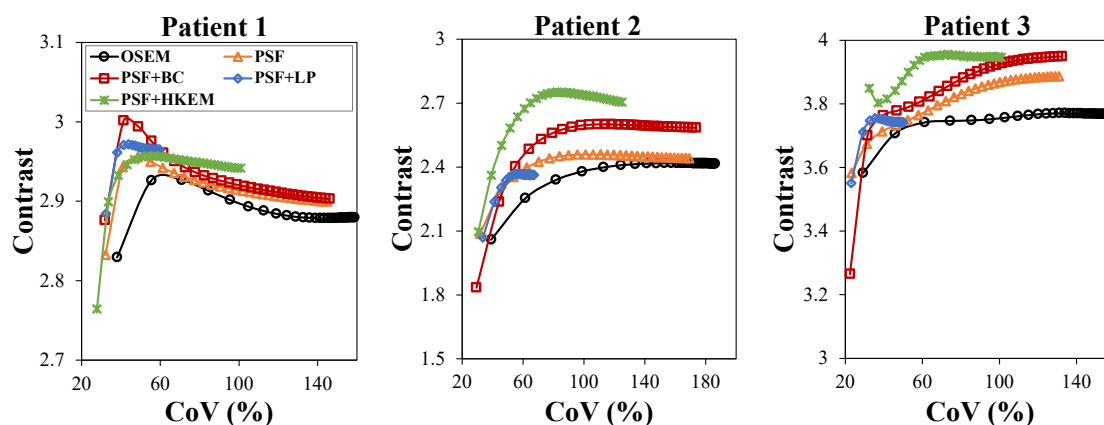 Patient 1
Patient 2
Patient 3
OSEM
PSF
PSF+BC
PSF+LP
PSF+HKEM
Contrast
3.1
3
2.9
2.8
2.7
20
60
100
140
CoV (%)
Contrast
3
2.7
2.4
2.1
1.8
1.5
20
60
100
140
180
CoV (%)
Contrast
4
3.8
3.6
3.4
3.2
3
20
60
100
140
CoV (%)